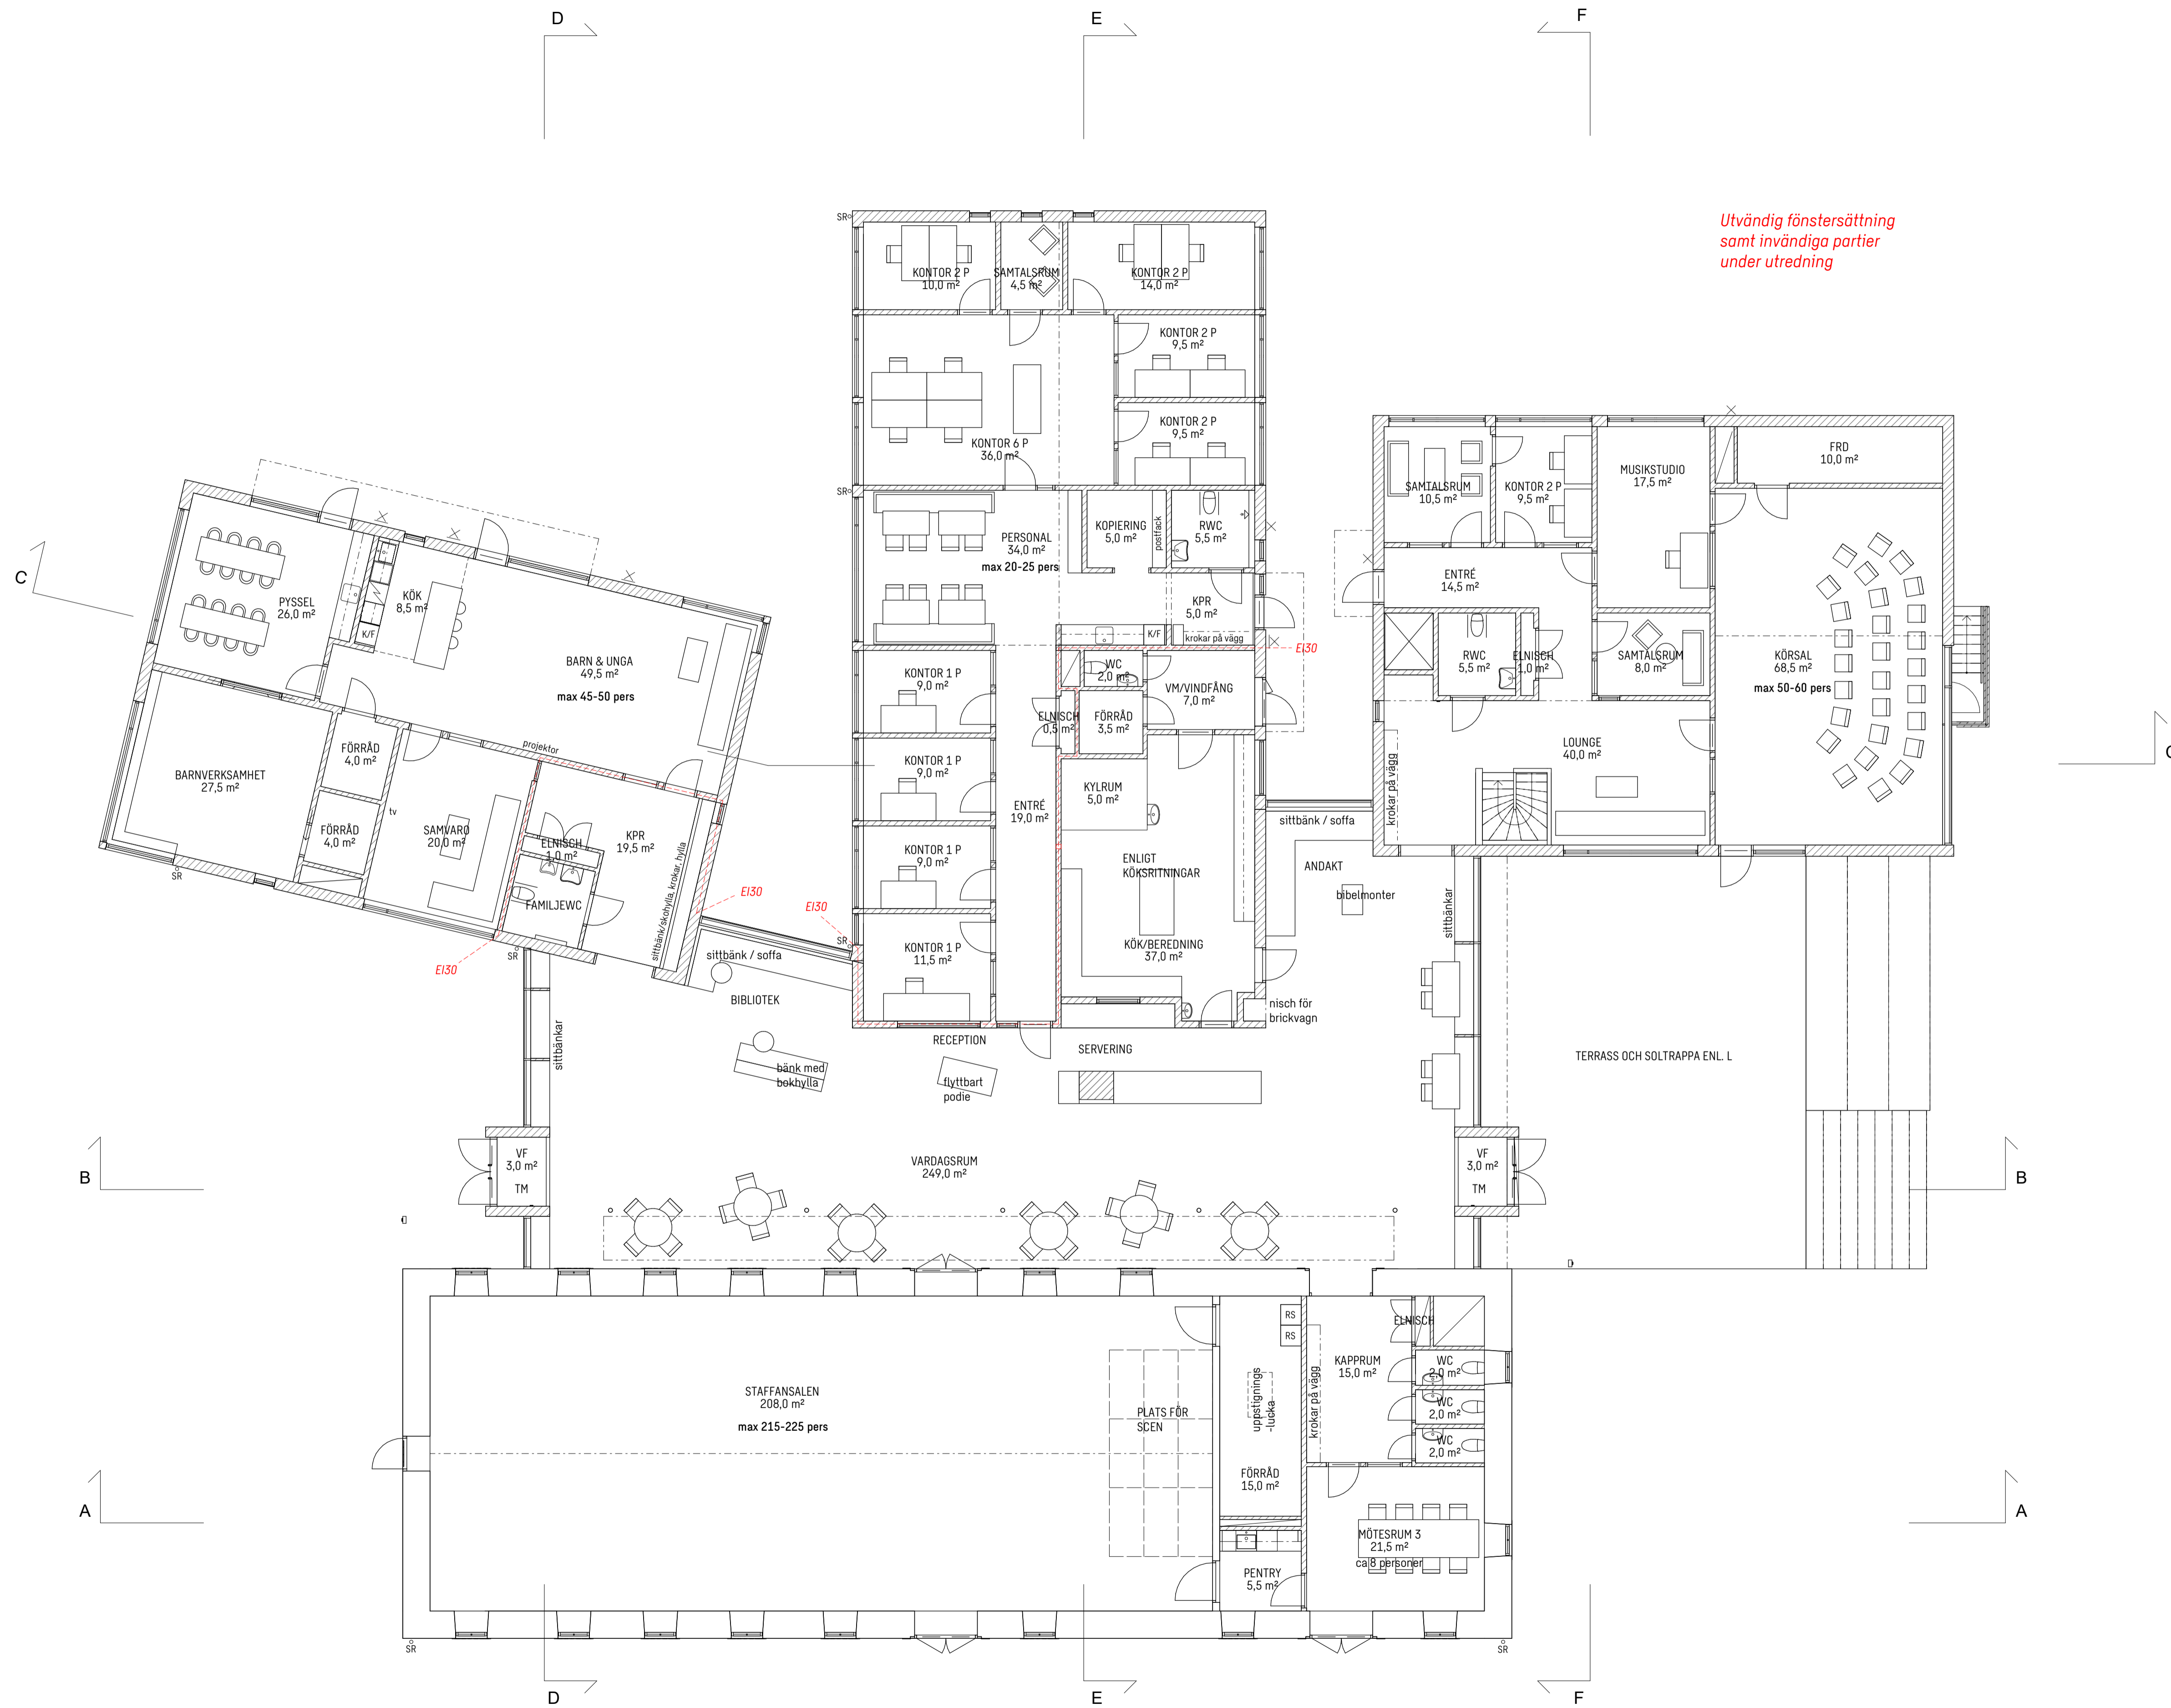 D
E
F
Utvändig fönstersättning
samt invändiga partier
under utredning
SR
KONTOR 2 P
10,0 m²
SAMTALSRUM
4,5 m²
KONTOR 2 P
14,0 m²
KONTOR 2 P
9,5 m²
KONTOR 2 P
9,5 m²
KONTOR 6 P
36,0 m²
SR
PERSONAL
34,0 m²
max 20-25 pers
KOPIERING
5,0 m²
postfack
RWC
5,5 m²
KPR
5,0 m²
K/F
krokar på vägg
EI30
SAMTALSRUM
10,5 m²
KONTOR 2 P
9,5 m²
MUSIKSTUDIO
17,5 m²
FRD
10,0 m²
ENTRÉ
14,5 m²
RWC
5,5 m²
ELNISCH
1,0 m²
SAMTALSRUM
8,0 m²
KÖRSAL
68,5 m²
max 50-60 pers
LOUNGE
40,0 m²
krokar på vägg
C
C
PYSSEL
26,0 m²
KÖK
8,5 m²
K/F
BARN & UNGA
49,5 m²
max 45-50 pers
projektor
BARNVERKSAMHET
27,5 m²
FÖRRÅD
4,0 m²
FÖRRÅD
4,0 m²
tv
SAMVARO
20,0 m²
ELNISCH
1,0 m²
KPR
19,5 m²
FAMILJEWC
sittbänk/skohylla, krokar, hylla
SR
EI30
EI30
EI30
SR
SR
KONTOR 1 P
9,0 m²
KONTOR 1 P
9,0 m²
KONTOR 1 P
9,0 m²
KONTOR 1 P
11,5 m²
WC
2,0 m²
VM/VINDFÅNG
7,0 m²
ELNISCH
0,5 m²
FÖRRÅD
3,5 m²
ENTRÉ
19,0 m²
KYLRUM
5,0 m²
ENLIGT
KÖKSRITNINGAR
KÖK/BEREDNING
37,0 m²
sittbänk / soffa
ANDAKT
bibelmonter
sittbänkar
nisch för
brickvagn
sittbänk / soffa
BIBLIOTEK
sittbänkar
bänk med
bokhylla
RECEPTION
flyttbart
podie
SERVERING
TERRASS OCH SOLTRAPPA ENL. L
B
VF
3,0 m²
TM
VARDAGSRUM
249,0 m²
VF
3,0 m²
TM
B
STAFFANSALEN
208,0 m²
max 215-225 pers
PLATS FÖR
SCEN
uppstignings
-lucka
RS
RS
FÖRRÅD
15,0 m²
krokar på vägg
KAPPRUM
15,0 m²
ELNISCH
WC
2,0 m²
WC
2,0 m²
WC
2,0 m²
MÖTESRUM 3
21,5 m²
ca 8 personer
PENTRY
5,5 m²
A
A
SR
SR
D
E
F